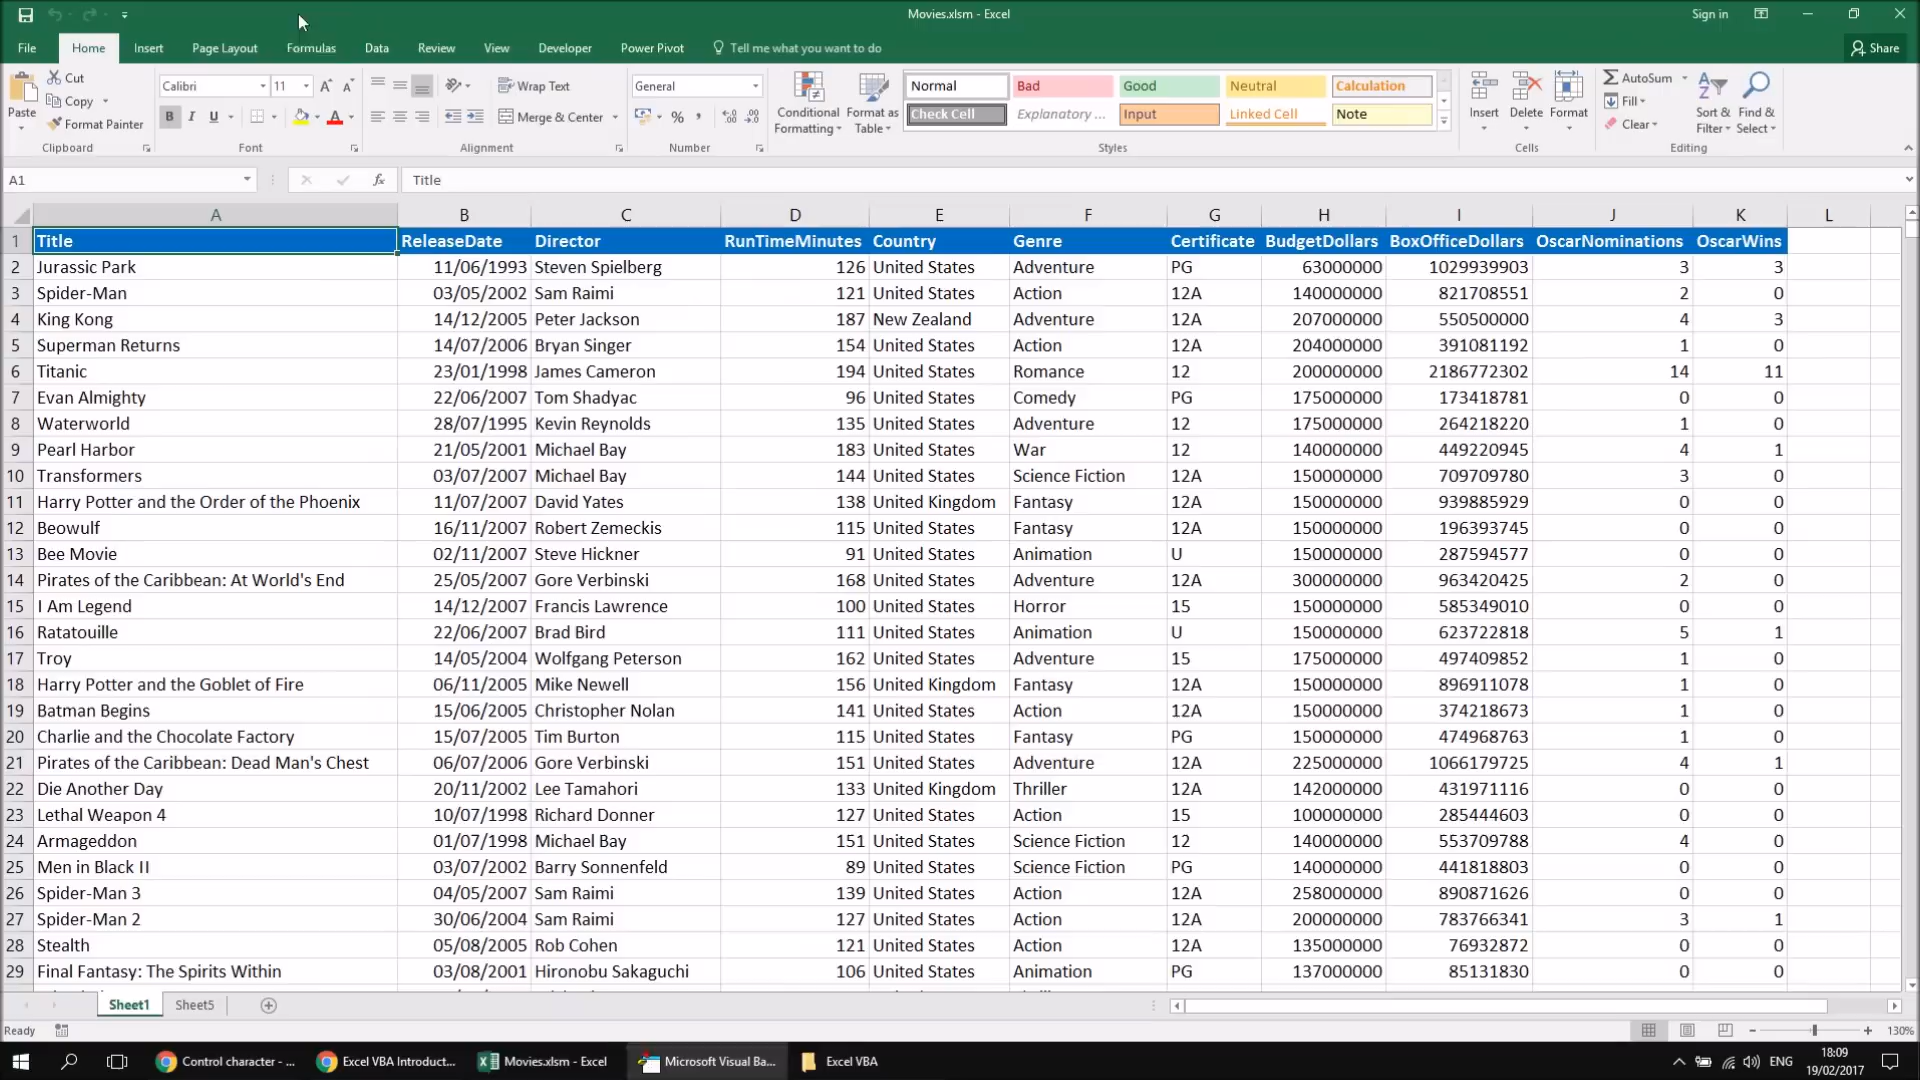 Movies.xlsm - Excel
Sign in
File Home Insert Page Layout Formulas Data Review View Developer Power Pivot Tell me what you want to do Share
Paste Cut Copy Format Painter Clipboard
Calibri 11 B I U Font
Wrap Text Merge & Center Alignment
General % , Number
Conditional Formatting Format as Table
Normal Bad Good Neutral Calculation
Check Cell Explanatory ... Input Linked Cell Note
Styles
Insert Delete Format Cells
AutoSum Fill Clear Sort & Filter Find & Select Editing
A1 fx Title
A B C D E F G H I J K L
1 Title ReleaseDate Director RunTimeMinutes Country Genre Certificate BudgetDollars BoxOfficeDollars OscarNominations OscarWins
2 Jurassic Park 11/06/1993 Steven Spielberg 126 United States Adventure PG 63000000 1029939903 3 3
3 Spider-Man 03/05/2002 Sam Raimi 121 United States Action 12A 140000000 821708551 2 0
4 King Kong 14/12/2005 Peter Jackson 187 New Zealand Adventure 12A 207000000 550500000 4 3
5 Superman Returns 14/07/2006 Bryan Singer 154 United States Action 12A 204000000 391081192 1 0
6 Titanic 23/01/1998 James Cameron 194 United States Romance 12 200000000 2186772302 14 11
7 Evan Almighty 22/06/2007 Tom Shadyac 96 United States Comedy PG 175000000 173418781 0 0
8 Waterworld 28/07/1995 Kevin Reynolds 135 United States Adventure 12 175000000 264218220 1 0
9 Pearl Harbor 21/05/2001 Michael Bay 183 United States War 12 140000000 449220945 4 1
10 Transformers 03/07/2007 Michael Bay 144 United States Science Fiction 12A 150000000 709709780 3 0
11 Harry Potter and the Order of the Phoenix 11/07/2007 David Yates 138 United Kingdom Fantasy 12A 150000000 939885929 0 0
12 Beowulf 16/11/2007 Robert Zemeckis 115 United States Fantasy 12A 150000000 196393745 0 0
13 Bee Movie 02/11/2007 Steve Hickner 91 United States Animation U 150000000 287594577 0 0
14 Pirates of the Caribbean: At World's End 25/05/2007 Gore Verbinski 168 United States Adventure 12A 300000000 963420425 2 0
15 I Am Legend 14/12/2007 Francis Lawrence 100 United States Horror 15 150000000 585349010 0 0
16 Ratatouille 22/06/2007 Brad Bird 111 United States Animation U 150000000 623722818 5 1
17 Troy 14/05/2004 Wolfgang Peterson 162 United States Adventure 15 175000000 497409852 1 0
18 Harry Potter and the Goblet of Fire 06/11/2005 Mike Newell 156 United Kingdom Fantasy 12A 150000000 896911078 1 0
19 Batman Begins 15/06/2005 Christopher Nolan 141 United States Action 12A 150000000 374218673 1 0
20 Charlie and the Chocolate Factory 15/07/2005 Tim Burton 115 United States Fantasy PG 150000000 474968763 1 0
21 Pirates of the Caribbean: Dead Man's Chest 06/07/2006 Gore Verbinski 151 United States Adventure 12A 225000000 1066179725 4 1
22 Die Another Day 20/11/2002 Lee Tamahori 133 United Kingdom Thriller 12A 142000000 431971116 0 0
23 Lethal Weapon 4 10/07/1998 Richard Donner 127 United States Action 15 100000000 285444603 0 0
24 Armageddon 01/07/1998 Michael Bay 151 United States Science Fiction 12 140000000 553709788 4 0
25 Men in Black II 03/07/2002 Barry Sonnenfeld 89 United States Science Fiction PG 140000000 441818803 0 0
26 Spider-Man 3 04/05/2007 Sam Raimi 139 United States Action 12A 258000000 890871626 0 0
27 Spider-Man 2 30/06/2004 Sam Raimi 127 United States Action 12A 200000000 783766341 3 1
28 Stealth 05/08/2005 Rob Cohen 121 United States Action 12A 135000000 76932872 0 0
29 Final Fantasy: The Spirits Within 03/08/2001 Hironobu Sakaguchi 106 United States Animation PG 137000000 85131830 0 0
Sheet1 Sheet5
Ready 130%
Control character - ... Excel VBA Introduct... Movies.xlsm - Excel Microsoft Visual Ba... Excel VBA ENG 18:09
19/02/2017